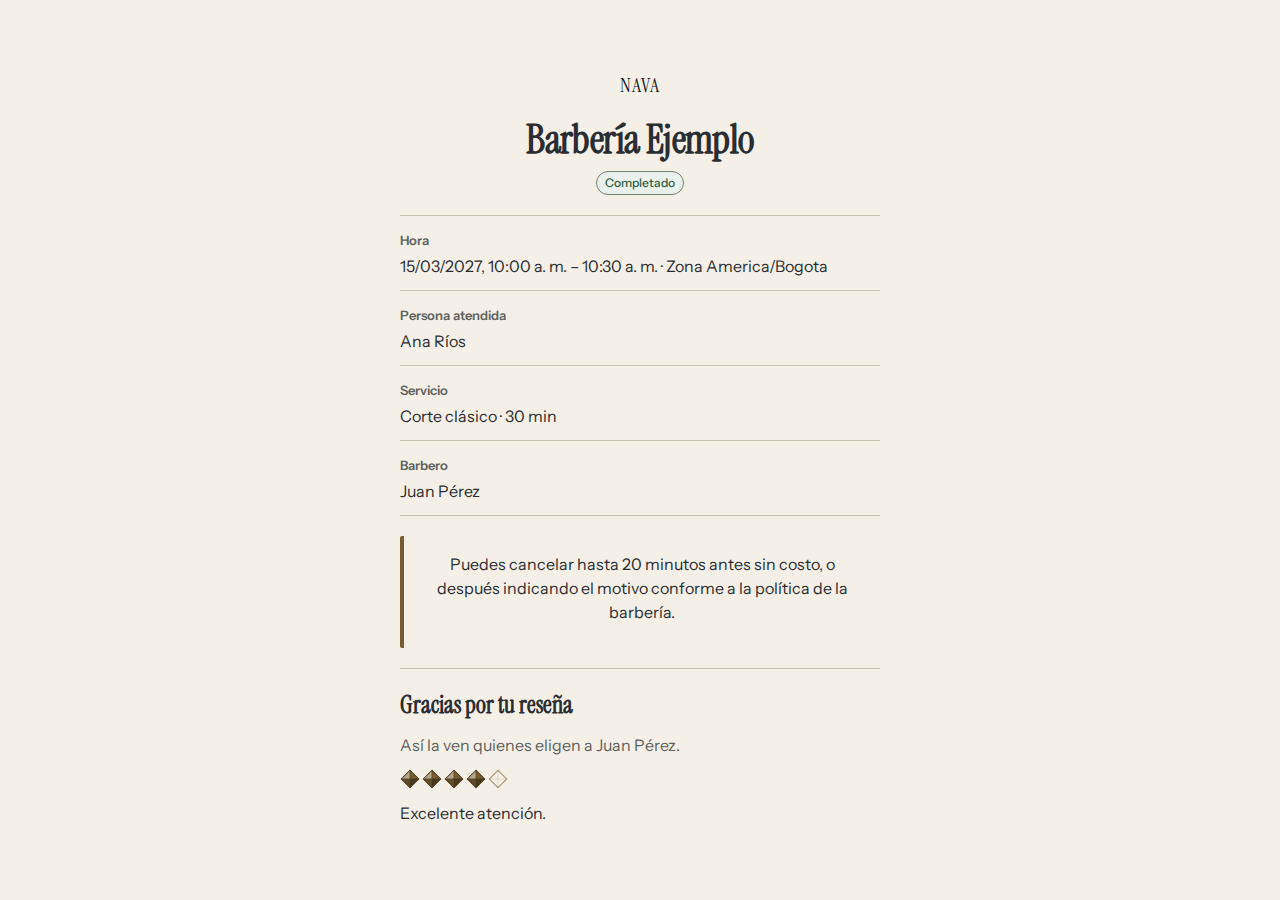 NAVA
Barbería Ejemplo
Completado
Hora
15/03/2027, 10:00 a. m. – 10:30 a. m. · Zona America/Bogota
Persona atendida
Ana Ríos
Servicio
Corte clásico · 30 min
Barbero
Juan Pérez
Puedes cancelar hasta 20 minutos antes sin costo, o
después indicando el motivo conforme a la política de la
barbería.
Gracias por tu reseña
Así la ven quienes eligen a Juan Pérez.
Excelente atención.